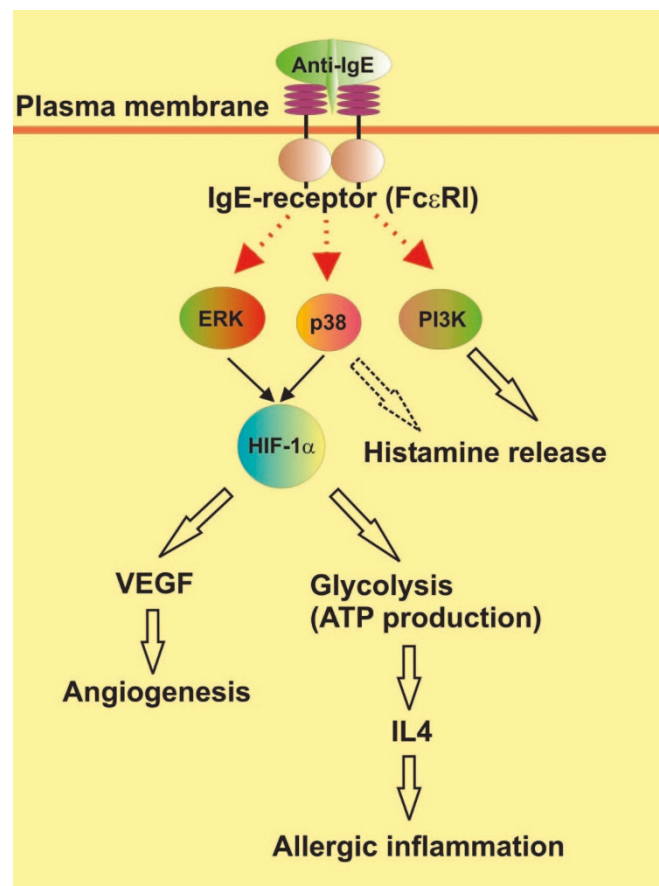 Anti-IgE
Plasma membrane
IgE-receptor (FcεRI)
ERK
p38
PI3K
HIF-1α
Histamine release
VEGF
Glycolysis
(ATP production)
Angiogenesis
IL4
Allergic inflammation